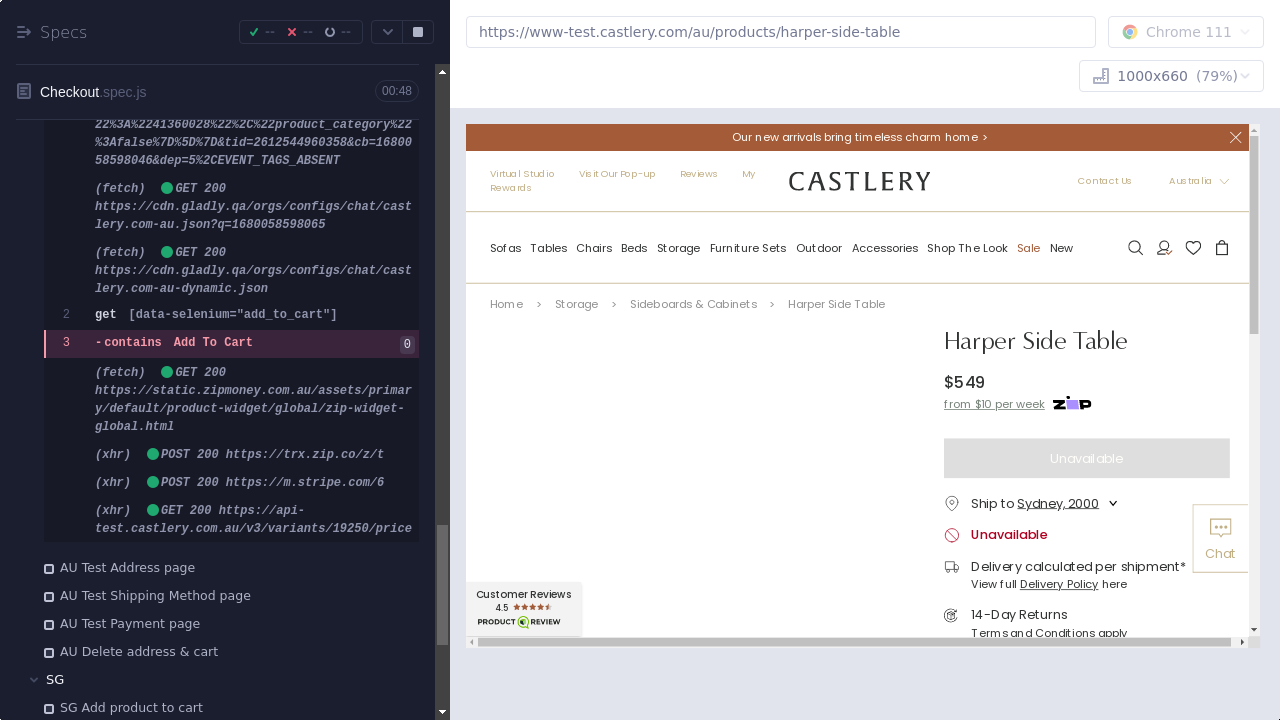 Specs
--
--
--
https://www-test.castlery.com/au/products/harper-side-table
Chrome 111
1000x660 (79%)
Checkout.spec.js
00:48
22%3A%2241360028%22%2C%22product_category%22
%3Afalse%7D%5D%7D&tid=2612544960358&cb=16800
58598046&dep=5%2CEVENT_TAGS_ABSENT
(fetch) GET 200
https://cdn.gladly.qa/orgs/configs/chat/cast
lery.com-au.json?q=1680058598065
(fetch) GET 200
https://cdn.gladly.qa/orgs/configs/chat/cast
lery.com-au-dynamic.json
2 get [data-selenium="add_to_cart"]
3 -contains Add To Cart 0
(fetch) GET 200
https://static.zipmoney.com.au/assets/primar
y/default/product-widget/global/zip-widget-
global.html
(xhr) POST 200 https://trx.zip.co/z/t
(xhr) POST 200 https://m.stripe.com/6
(xhr) GET 200 https://api-
test.castlery.com.au/v3/variants/19250/price
AU Test Address page
AU Test Shipping Method page
AU Test Payment page
AU Delete address & cart
SG
SG Add product to cart
Our new arrivals bring timeless charm home >
Virtual Studio Visit Our Pop-up Reviews My
Rewards
CASTLERY
Contact Us Australia
Sofas Tables Chairs Beds Storage Furniture Sets Outdoor Accessories Shop The Look Sale New
Home > Storage > Sideboards & Cabinets > Harper Side Table
Harper Side Table
$549
from $10 per week zip
Unavailable
Ship to Sydney, 2000
Unavailable
Delivery calculated per shipment*
View full Delivery Policy here
14-Day Returns
Terms and Conditions apply
Chat
Customer Reviews
4.5
PRODUCT REVIEW